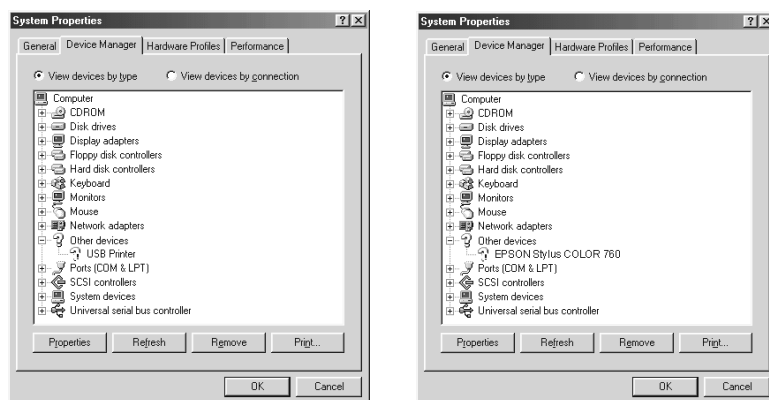 System Properties
General Device Manager Hardware Profiles Performance
View devices by type View devices by connection
Computer
CDROM
Disk drives
Display adapters
Floppy disk controllers
Hard disk controllers
Keyboard
Monitors
Mouse
Network adapters
Other devices
USB Printer
Ports (COM & LPT)
SCSI controllers
System devices
Universal serial bus controller
Properties Refresh Remove Print...
OK Cancel
System Properties
General Device Manager Hardware Profiles Performance
View devices by type View devices by connection
Computer
CDROM
Disk drives
Display adapters
Floppy disk controllers
Hard disk controllers
Keyboard
Monitors
Mouse
Network adapters
Other devices
EPSON Stylus COLOR 760
Ports (COM & LPT)
SCSI controllers
System devices
Universal serial bus controller
Properties Refresh Remove Print...
OK Cancel